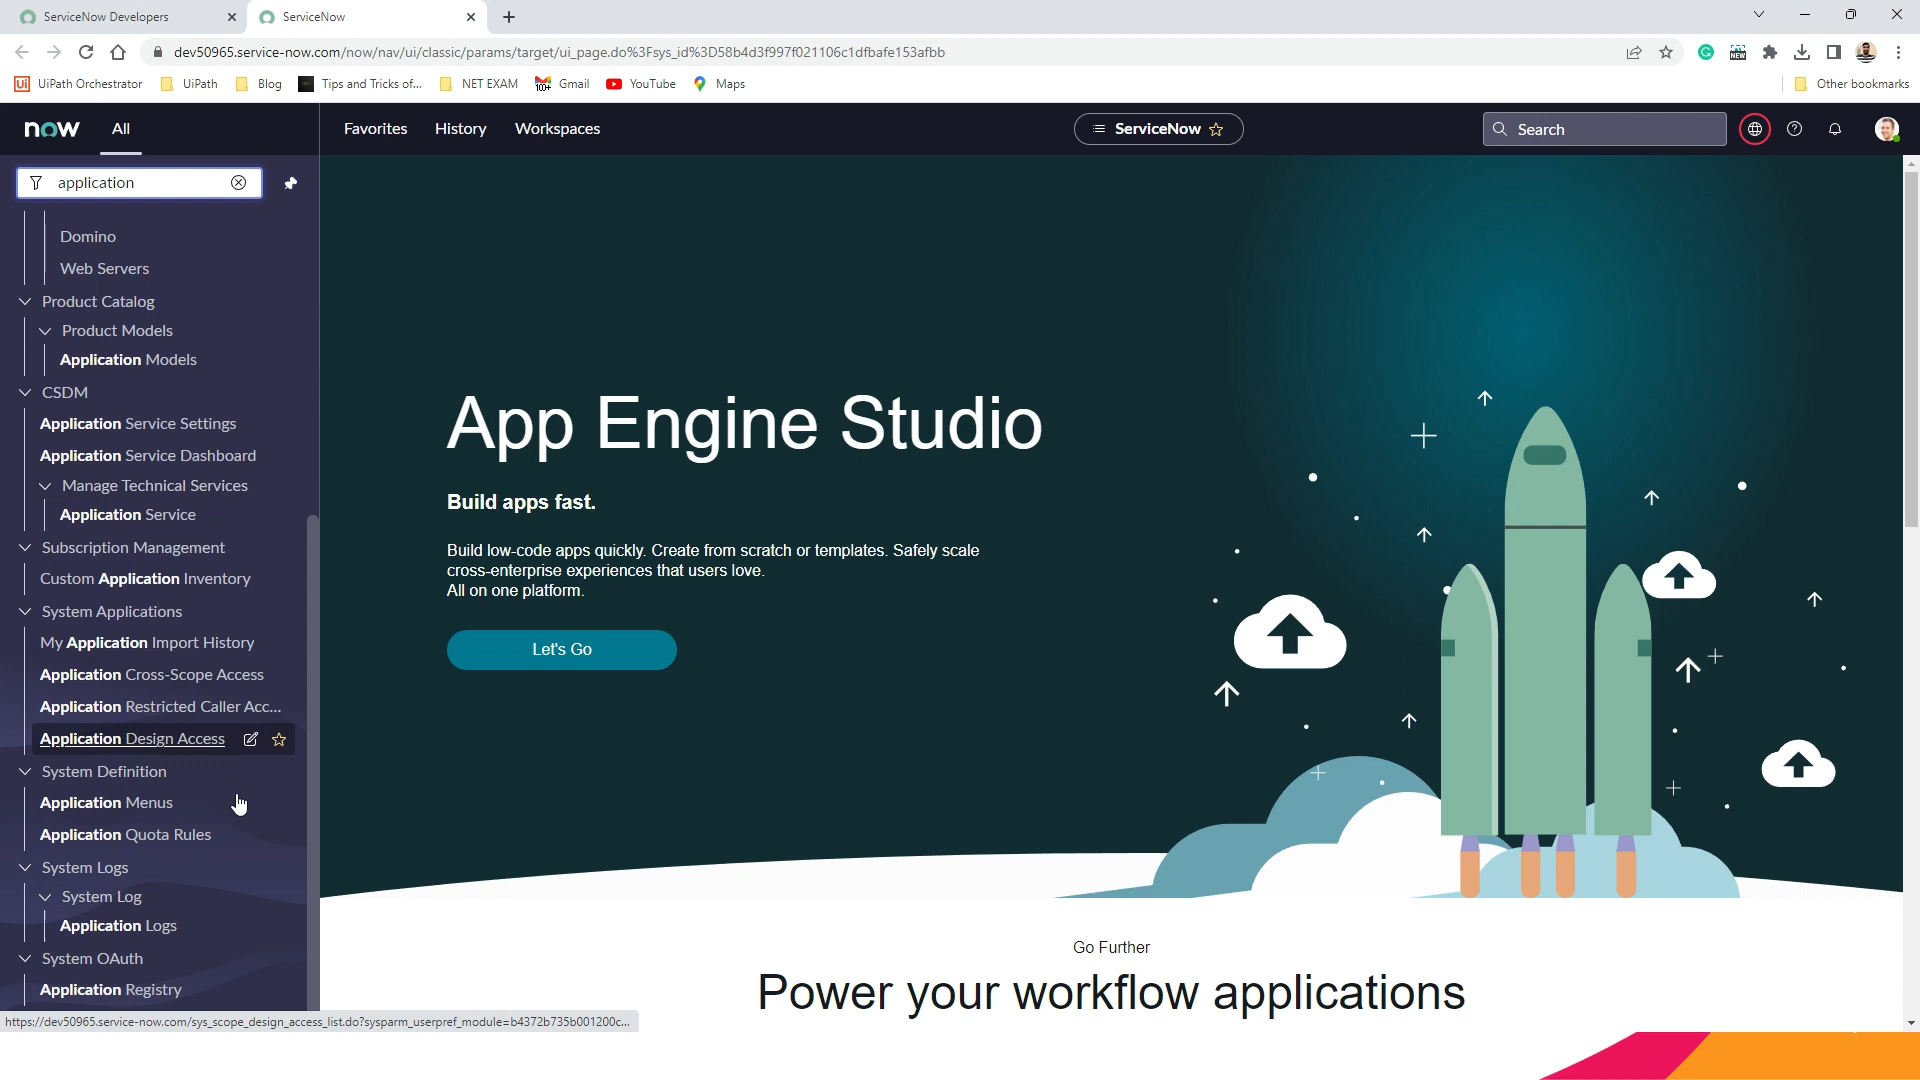 ServiceNow Developers
ServiceNow
dev50965.service-now.com/now/nav/ui/classic/params/target/ui_page.do%3Fsys_id%3D58b4d3f997f021106c1dfbafe153afbb
NEW
Ui UiPath Orchestrator
UiPath
Blog
Tips and Tricks of...
NET EXAM
100+ Gmail
YouTube
Maps
Other bookmarks
now
All
Favorites
History
Workspaces
ServiceNow
Search
application
Domino
Web Servers
Product Catalog
Product Models
Application Models
CSDM
Application Service Settings
Application Service Dashboard
Manage Technical Services
Application Service
Subscription Management
Custom Application Inventory
System Applications
My Application Import History
Application Cross-Scope Access
Application Restricted Caller Acc...
Application Design Access
System Definition
Application Menus
Application Quota Rules
System Logs
System Log
Application Logs
System OAuth
Application Registry
https://dev50965.service-now.com/sys_scope_design_access_list.do?sysparm_userpref_module=b4372b735b001200c...
App Engine Studio
Build apps fast.
Build low-code apps quickly. Create from scratch or templates. Safely scale
cross-enterprise experiences that users love.
All on one platform.
Let's Go
Go Further
Power your workflow applications